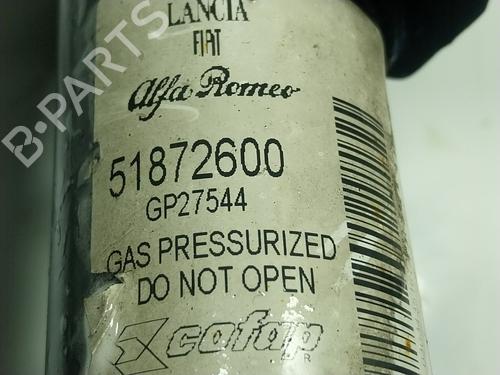 LANCIA
FIAT
Alfa Romeo
51872600
GP27544
GAS PRESSURIZED
DO NOT OPEN
cofap
R
B-PARTS